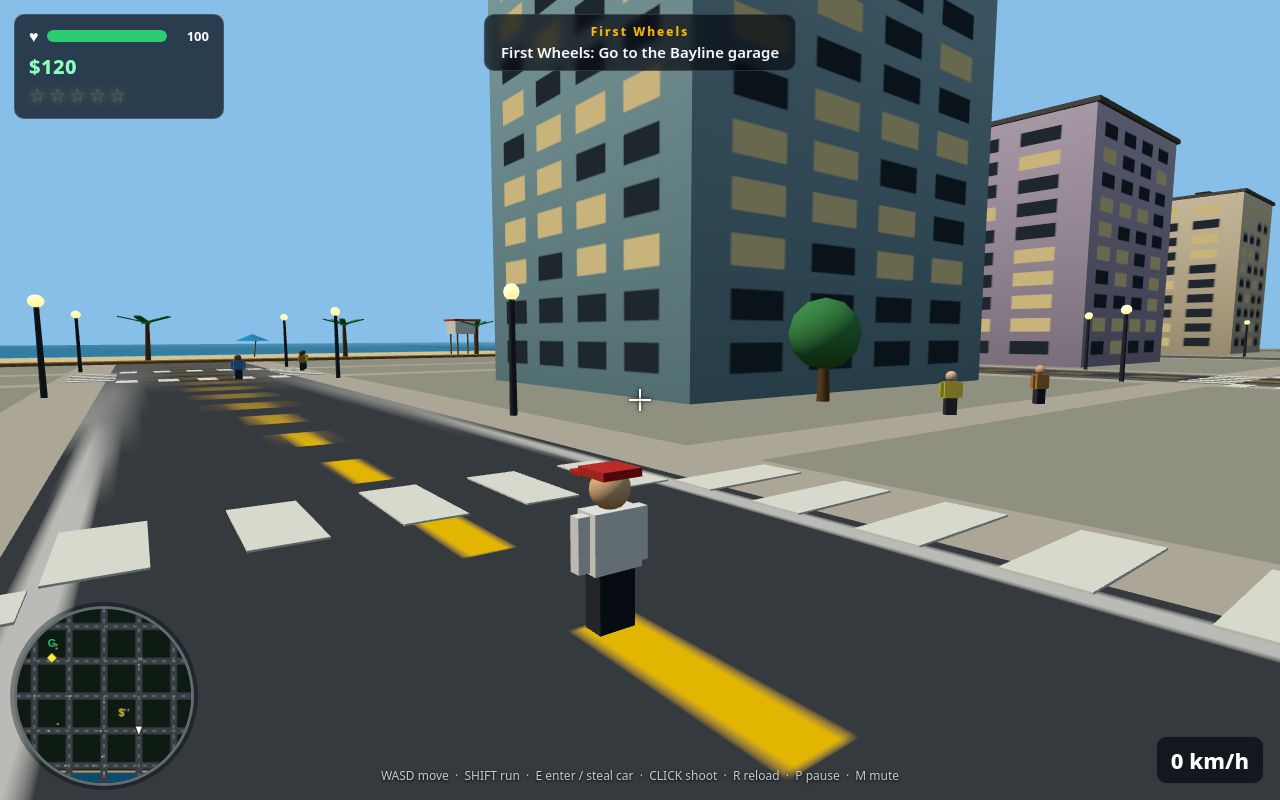 ♥ 100
$120
☆☆☆☆☆
First Wheels
First Wheels: Go to the Bayline garage
G
$
0 km/h
WASD move · SHIFT run · E enter / steal car · CLICK shoot · R reload · P pause · M mute